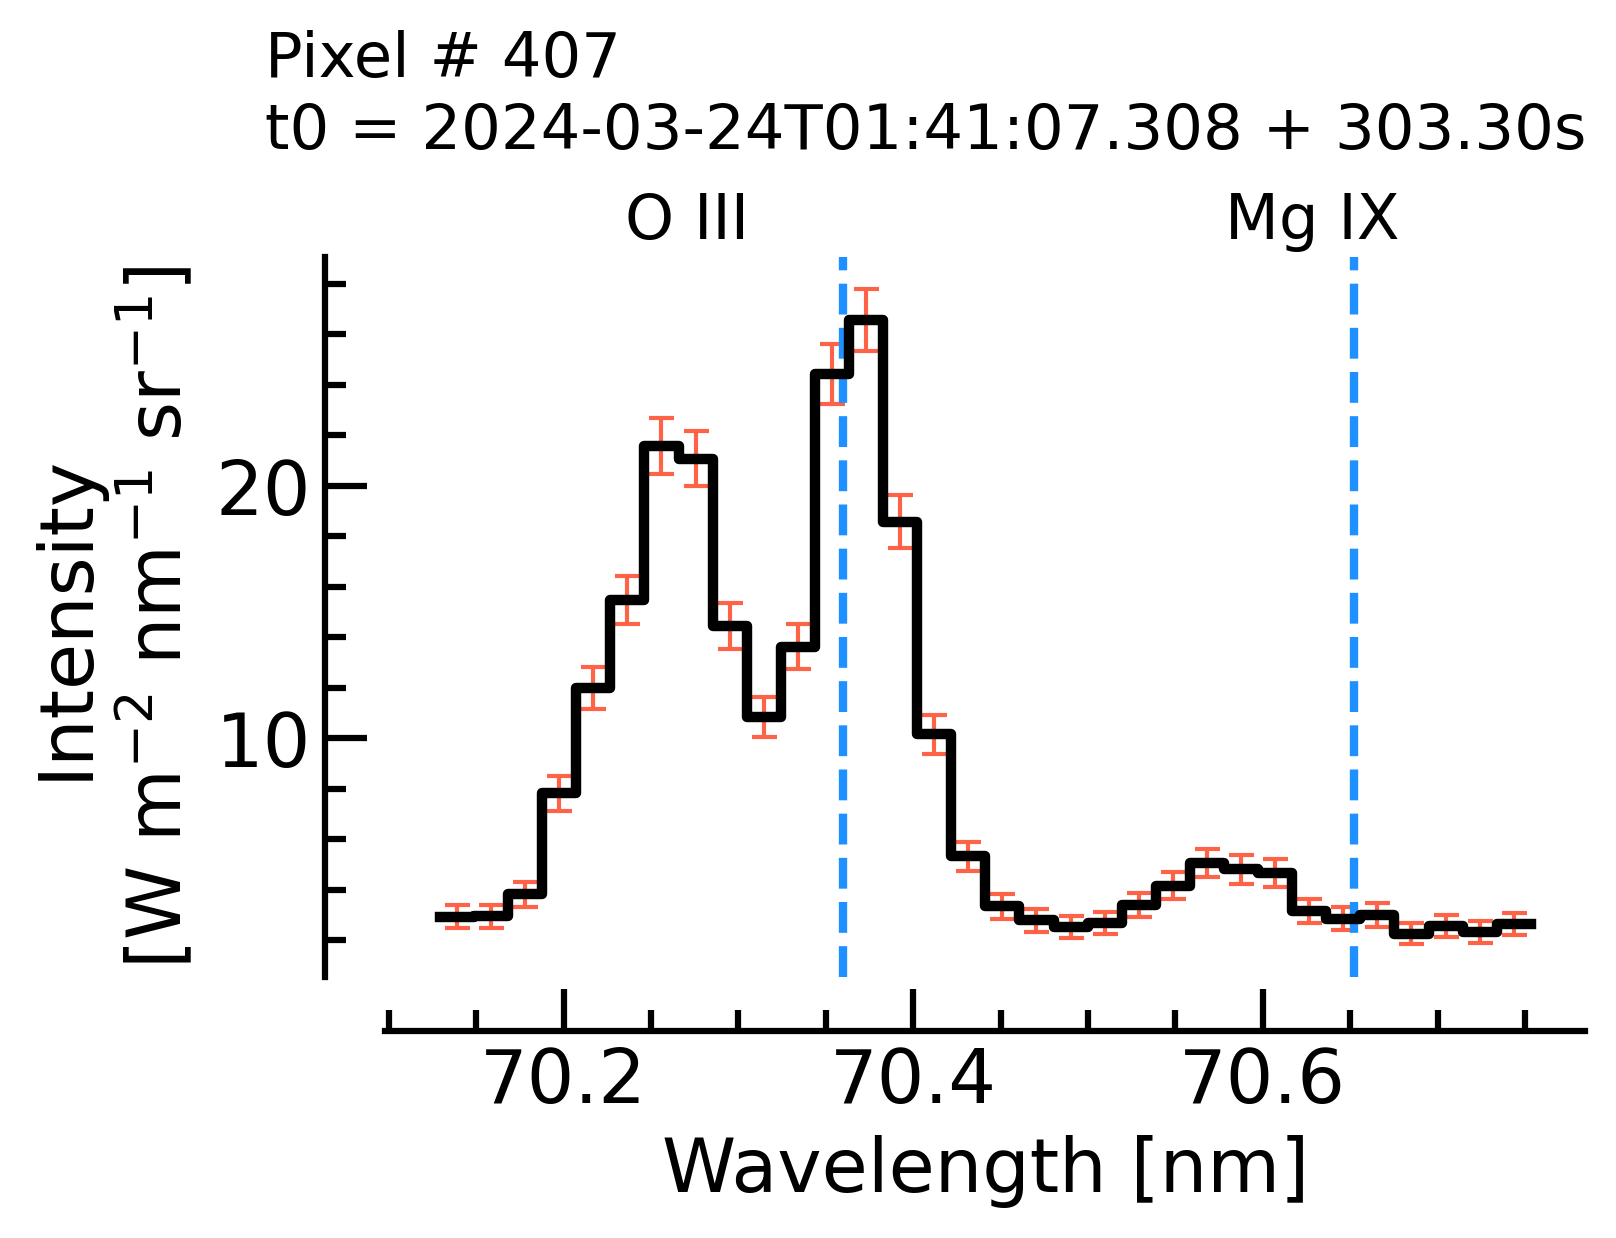 Pixel # 407
t0 = 2024-03-24T01:41:07.308 + 303.30s
O III
Mg IX
Intensity
[W m⁻² nm⁻¹ sr⁻¹]
20
10
70.2
70.4
70.6
Wavelength [nm]